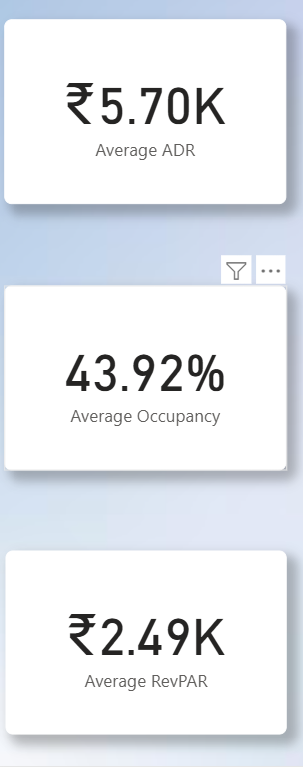 ₹5.70K
Average ADR
43.92%
Average Occupancy
₹2.49K
Average RevPAR